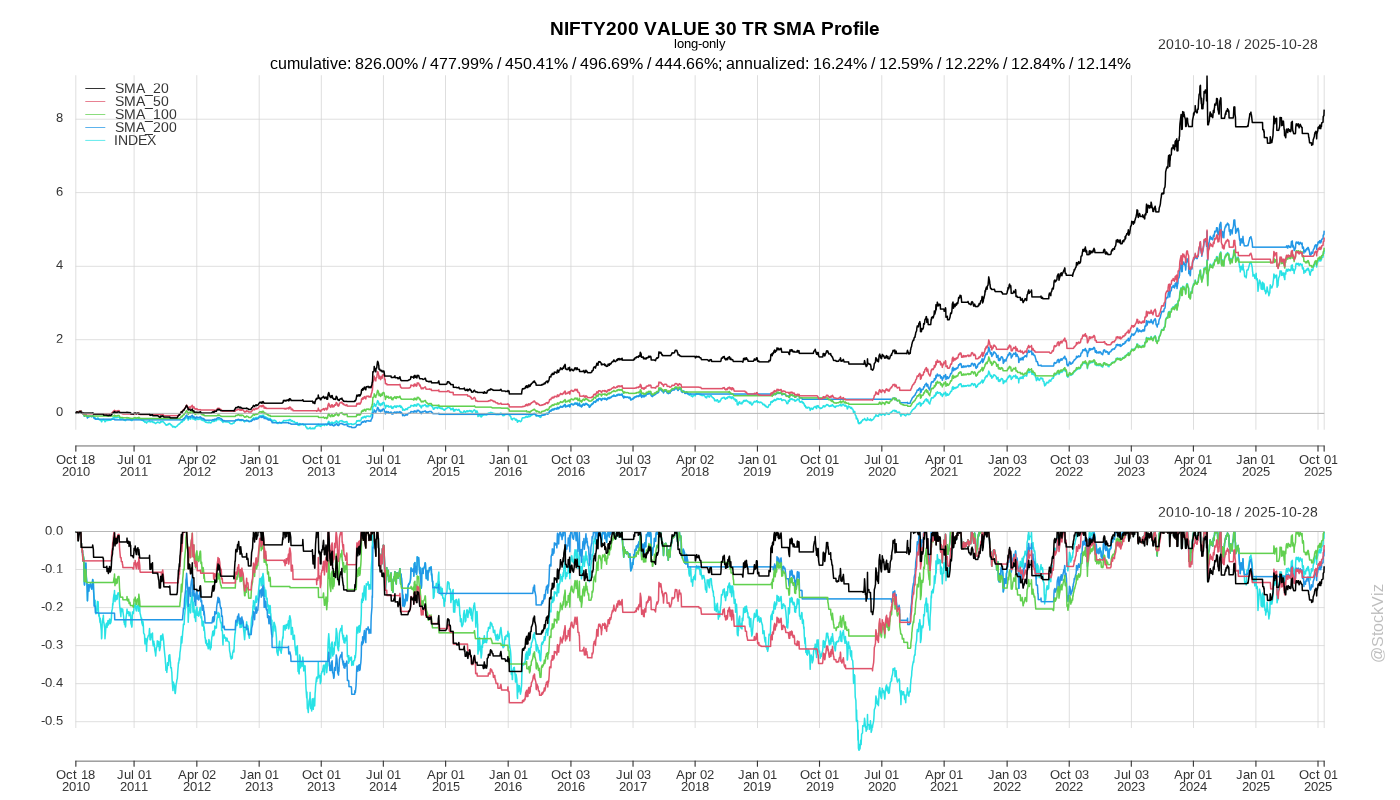 NIFTY200 VALUE 30 TR SMA Profile
long-only
2010-10-18 / 2025-10-28
cumulative: 826.00% / 477.99% / 450.41% / 496.69% / 444.66%; annualized: 16.24% / 12.59% / 12.22% / 12.84% / 12.14%
SMA_20
SMA_50
SMA_100
SMA_200
INDEX
8
6
4
2
0
Oct 18 Jul 01 Apr 02 Jan 01 Oct 01 Jul 01 Apr 01 Jan 01 Oct 03 Jul 03 Apr 02 Jan 01 Oct 01 Jul 01 Apr 01 Jan 03 Oct 03 Jul 03 Apr 01 Jan 01 Oct 01
2010 2011 2012 2013 2013 2014 2015 2016 2016 2017 2018 2019 2019 2020 2021 2022 2022 2023 2024 2025 2025
2010-10-18 / 2025-10-28
0.0
-0.1
-0.2
-0.3
-0.4
-0.5
Oct 18 Jul 01 Apr 02 Jan 01 Oct 01 Jul 01 Apr 01 Jan 01 Oct 03 Jul 03 Apr 02 Jan 01 Oct 01 Jul 01 Apr 01 Jan 03 Oct 03 Jul 03 Apr 01 Jan 01 Oct 01
2010 2011 2012 2013 2013 2014 2015 2016 2016 2017 2018 2019 2019 2020 2021 2022 2022 2023 2024 2025 2025
@StockViz